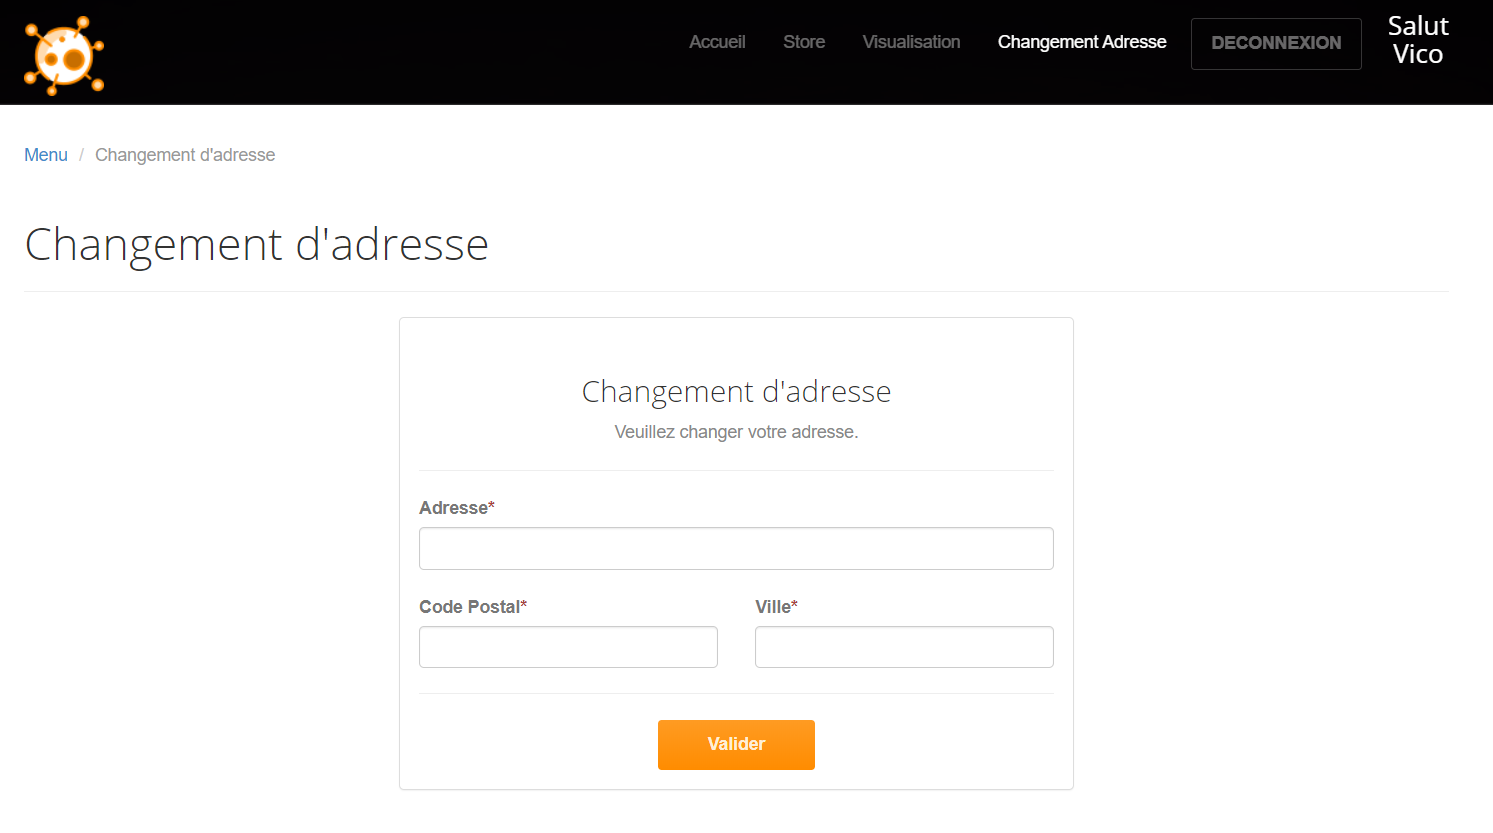 Accueil Store Visualisation Changement Adresse DECONNEXION Salut
Vico
Menu / Changement d'adresse
Changement d'adresse
Changement d'adresse
Veuillez changer votre adresse.
Adresse*
Code Postal* Ville*
Valider